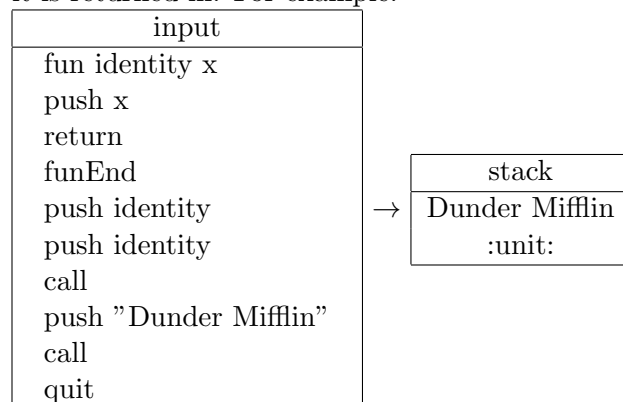 it is returned in. For example:
input
fun identity x
push x
return
funEnd
push identity
push identity
call
push ”Dunder Mifflin”
call
quit
→
stack
Dunder Mifflin
:unit: